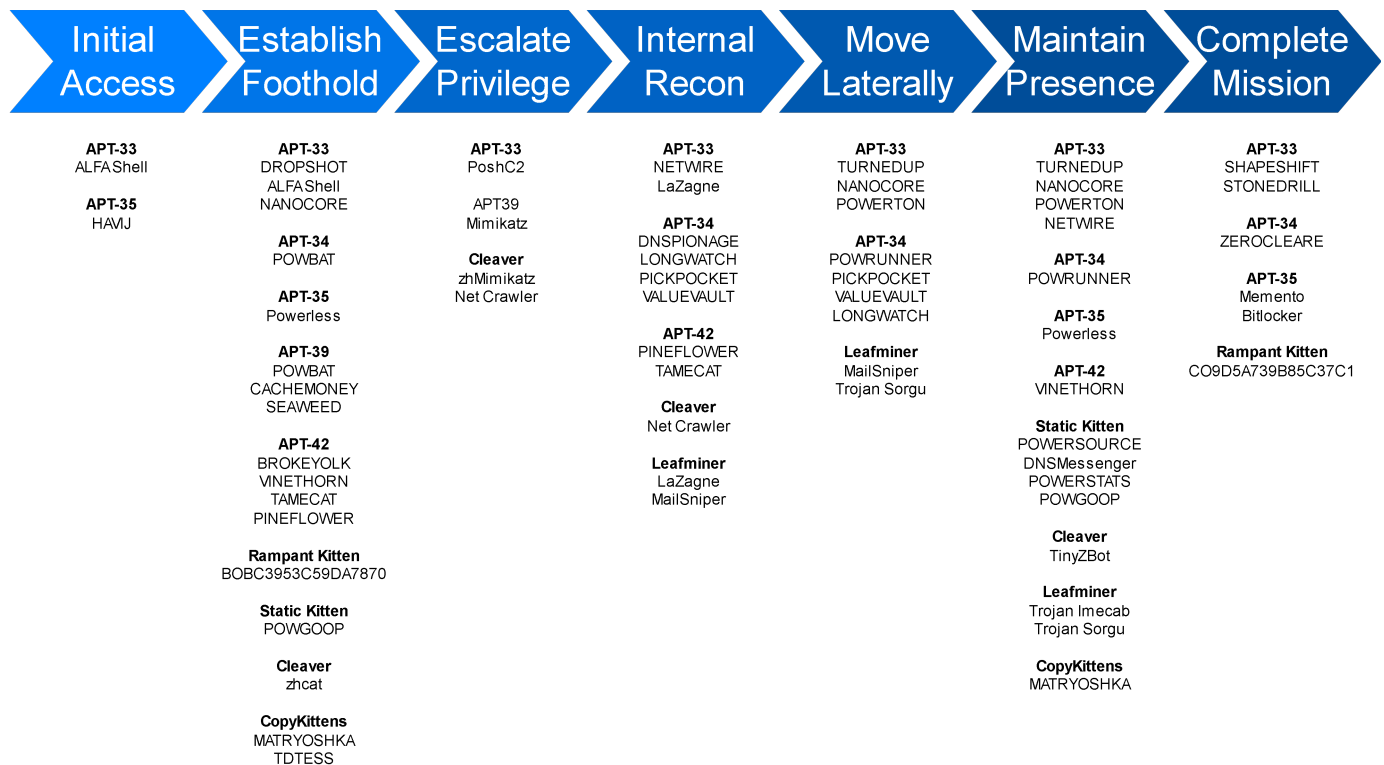 Initial
Access
Establish
Foothold
Escalate
Privilege
Internal
Recon
Move
Laterally
Maintain
Presence
Complete
Mission
APT-33
ALFA Shell
APT-35
HAVIJ
APT-33
DROPSHOT
ALFA Shell
NANOCORE
APT-34
POWBAT
APT-35
Powerless
APT-39
POWBAT
CACHEMONEY
SEAWEED
APT-42
BROKEYOLK
VINETHORN
TAMECAT
PINEFLOWER
Rampant Kitten
BOBC3953C59DA7870
Static Kitten
POWGOOP
Cleaver
zhcat
CopyKittens
MATRYOSHKA
TDTESS
APT-33
PoshC2
APT39
Mimikatz
Cleaver
zhMimikatz
Net Crawler
APT-33
NETWIRE
LaZagne
APT-34
DNSPIONAGE
LONGWATCH
PICKPOCKET
VALUEVAULT
APT-42
PINEFLOWER
TAMECAT
Cleaver
Net Crawler
Leafminer
LaZagne
MailSniper
APT-33
TURNEDUP
NANOCORE
POWERTON
APT-34
POWRUNNER
PICKPOCKET
VALUEVAULT
LONGWATCH
Leafminer
MailSniper
Trojan Sorgu
APT-33
TURNEDUP
NANOCORE
POWERTON
NETWIRE
APT-34
POWRUNNER
APT-35
Powerless
APT-42
VINETHORN
Static Kitten
POWERSOURCE
DNSMessenger
POWERSTATS
POWGOOP
Cleaver
TinyZBot
Leafminer
Trojan Imecab
Trojan Sorgu
CopyKittens
MATRYOSHKA
APT-33
SHAPESHIFT
STONEDRILL
APT-34
ZEROCLEARE
APT-35
Memento
Bitlocker
Rampant Kitten
CO9D5A739B85C37C1